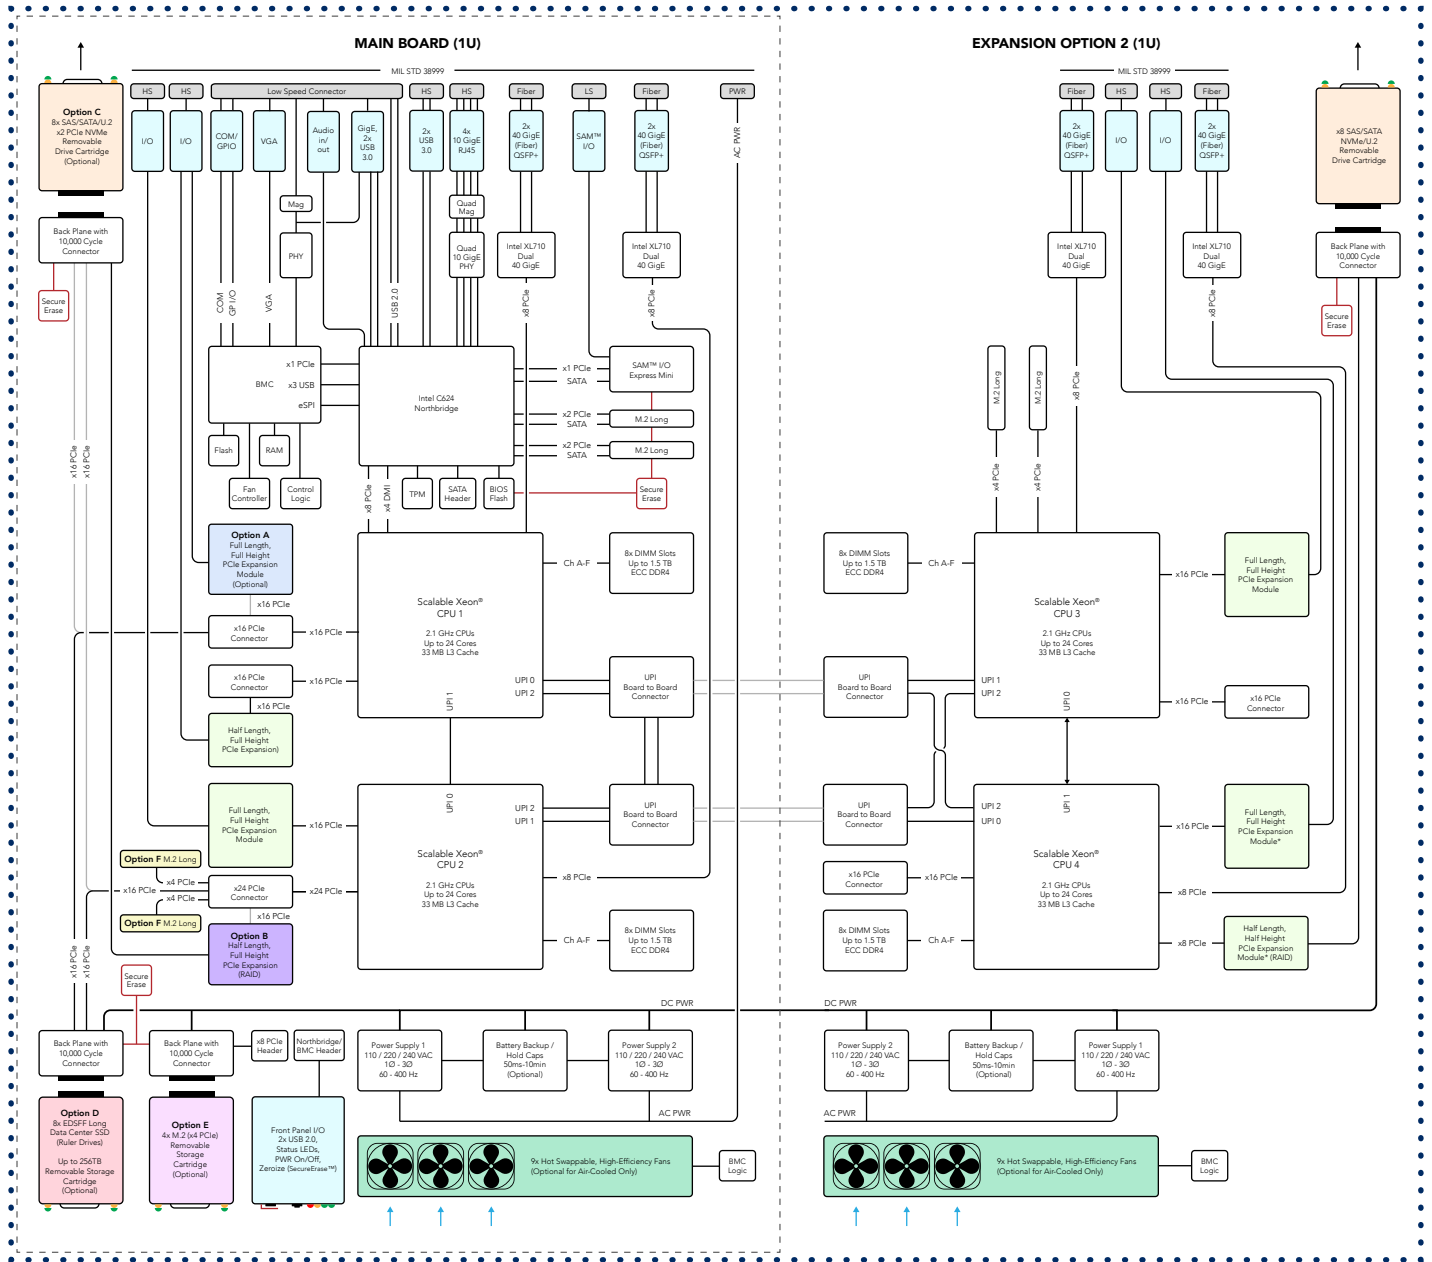 MAIN BOARD (1U)
EXPANSION OPTION 2 (1U)
MIL STD 38999
MIL STD 38999
HS
HS
Low Speed Connector
HS
HS
Fiber
LS
Fiber
PWR
Fiber
HS
HS
Fiber
Option C
8x SAS/SATA/U.2
x2 PCIe NVMe
Removable
Drive Cartridge
(Optional)
I/O
I/O
COM/
GPIO
VGA
Audio
in/
out
GigE,
2x
USB
3.0
2x
USB
3.0
4x
10 GigE
RJ45
2x
40 GigE
(Fiber)
QSFP+
SAM™
I/O
2x
40 GigE
(Fiber)
QSFP+
AC PWR
2x
40 GigE
(Fiber)
QSFP+
I/O
I/O
2x
40 GigE
(Fiber)
QSFP+
x8 SAS/SATA
NVMe/U.2
Removable
Drive Cartridge
Back Plane with
10,000 Cycle
Connector
Mag
Quad
Mag
PHY
Quad
10 GigE
PHY
Intel XL710
Dual
40 GigE
Intel XL710
Dual
40 GigE
Intel XL710
Dual
40 GigE
Intel XL710
Dual
40 GigE
Back Plane with
10,000 Cycle
Connector
Secure
Erase
COM
GP I/O
VGA
USB 2.0
x8 PCIe
x8 PCIe
x8 PCIe
Secure
Erase
x1 PCIe
BMC
x3 USB
eSPI
Intel C624
Northbridge
x1 PCIe
SATA
SAM™ I/O
Express Mini
x2 PCIe
SATA
M.2 Long
x2 PCIe
SATA
M.2 Long
M.2 Long
M.2 Long
x8 PCIe
x16 PCIe
x16 PCIe
Flash
RAM
Fan
Controller
Control
Logic
x8 PCIe
x4 DMI
TPM
SATA
Header
BIOS
Flash
Secure
Erase
x4 PCIe
x4 PCIe
Option A
Full Length,
Full Height
PCIe Expansion
Module
(Optional)
x16 PCIe
x16 PCIe
Connector
x16 PCIe
Scalable Xeon®
CPU 1
2.1 GHz CPUs
Up to 24 Cores
33 MB L3 Cache
UPI 0
UPI 2
UPI 1
Ch A-F
8x DIMM Slots
Up to 1.5 TB
ECC DDR4
8x DIMM Slots
Up to 1.5 TB
ECC DDR4
Ch A-F
Scalable Xeon®
CPU 3
2.1 GHz CPUs
Up to 24 Cores
33 MB L3 Cache
UPI 1
UPI 2
UPI 0
x16 PCIe
Full Length,
Full Height
PCIe Expansion
Module
x16 PCIe
Connector
x16 PCIe
x16 PCIe
UPI
Board to Board
Connector
UPI
Board to Board
Connector
x16 PCIe
x16 PCIe
Connector
Half Length,
Full Height
PCIe Expansion)
Full Length,
Full Height
PCIe Expansion
Module
x16 PCIe
UPI 0
UPI 2
UPI 1
Scalable Xeon®
CPU 2
2.1 GHz CPUs
Up to 24 Cores
33 MB L3 Cache
UPI
Board to Board
Connector
UPI
Board to Board
Connector
UPI 1
UPI 2
UPI 0
Scalable Xeon®
CPU 4
2.1 GHz CPUs
Up to 24 Cores
33 MB L3 Cache
x16 PCIe
Full Length,
Full Height
PCIe Expansion
Module*
Option F M.2 Long
x4 PCIe
x16 PCIe
x4 PCIe
x24 PCIe
Connector
x24 PCIe
x8 PCIe
x16 PCIe
Connector
x16 PCIe
x8 PCIe
Option F M.2 Long
x16 PCIe
Option B
Half Length,
Full Height
PCIe Expansion
(RAID)
Ch A-F
8x DIMM Slots
Up to 1.5 TB
ECC DDR4
8x DIMM Slots
Up to 1.5 TB
ECC DDR4
Ch A-F
x8 PCIe
Half Length,
Half Height
PCIe Expansion
Module* (RAID)
x16 PCIe
x16 PCIe
Secure
Erase
DC PWR
DC PWR
Back Plane with
10,000 Cycle
Connector
Back Plane with
10,000 Cycle
Connector
x8 PCIe
Header
Northbridge/
BMC Header
Power Supply 1
110 / 220 / 240 VAC
1Ø - 3Ø
60 - 400 Hz
Battery Backup /
Hold Caps
50ms-10min
(Optional)
Power Supply 2
110 / 220 / 240 VAC
1Ø - 3Ø
60 - 400 Hz
Power Supply 2
110 / 220 / 240 VAC
1Ø - 3Ø
60 - 400 Hz
Battery Backup /
Hold Caps
50ms-10min
(Optional)
Power Supply 1
110 / 220 / 240 VAC
1Ø - 3Ø
60 - 400 Hz
AC PWR
AC PWR
Option D
8x EDSFF Long
Data Center SSD
(Ruler Drives)
Up to 256TB
Removable Storage
Cartridge
(Optional)
Option E
4x M.2 (x4 PCIe)
Removable
Storage
Cartridge
(Optional)
Front Panel I/O
2x USB 2.0,
Status LEDs,
PWR On/Off,
Zeroize (SecureErase™)
9x Hot Swappable, High-Efficiency Fans
(Optional for Air-Cooled Only)
BMC
Logic
9x Hot Swappable, High-Efficiency Fans
(Optional for Air-Cooled Only)
BMC
Logic